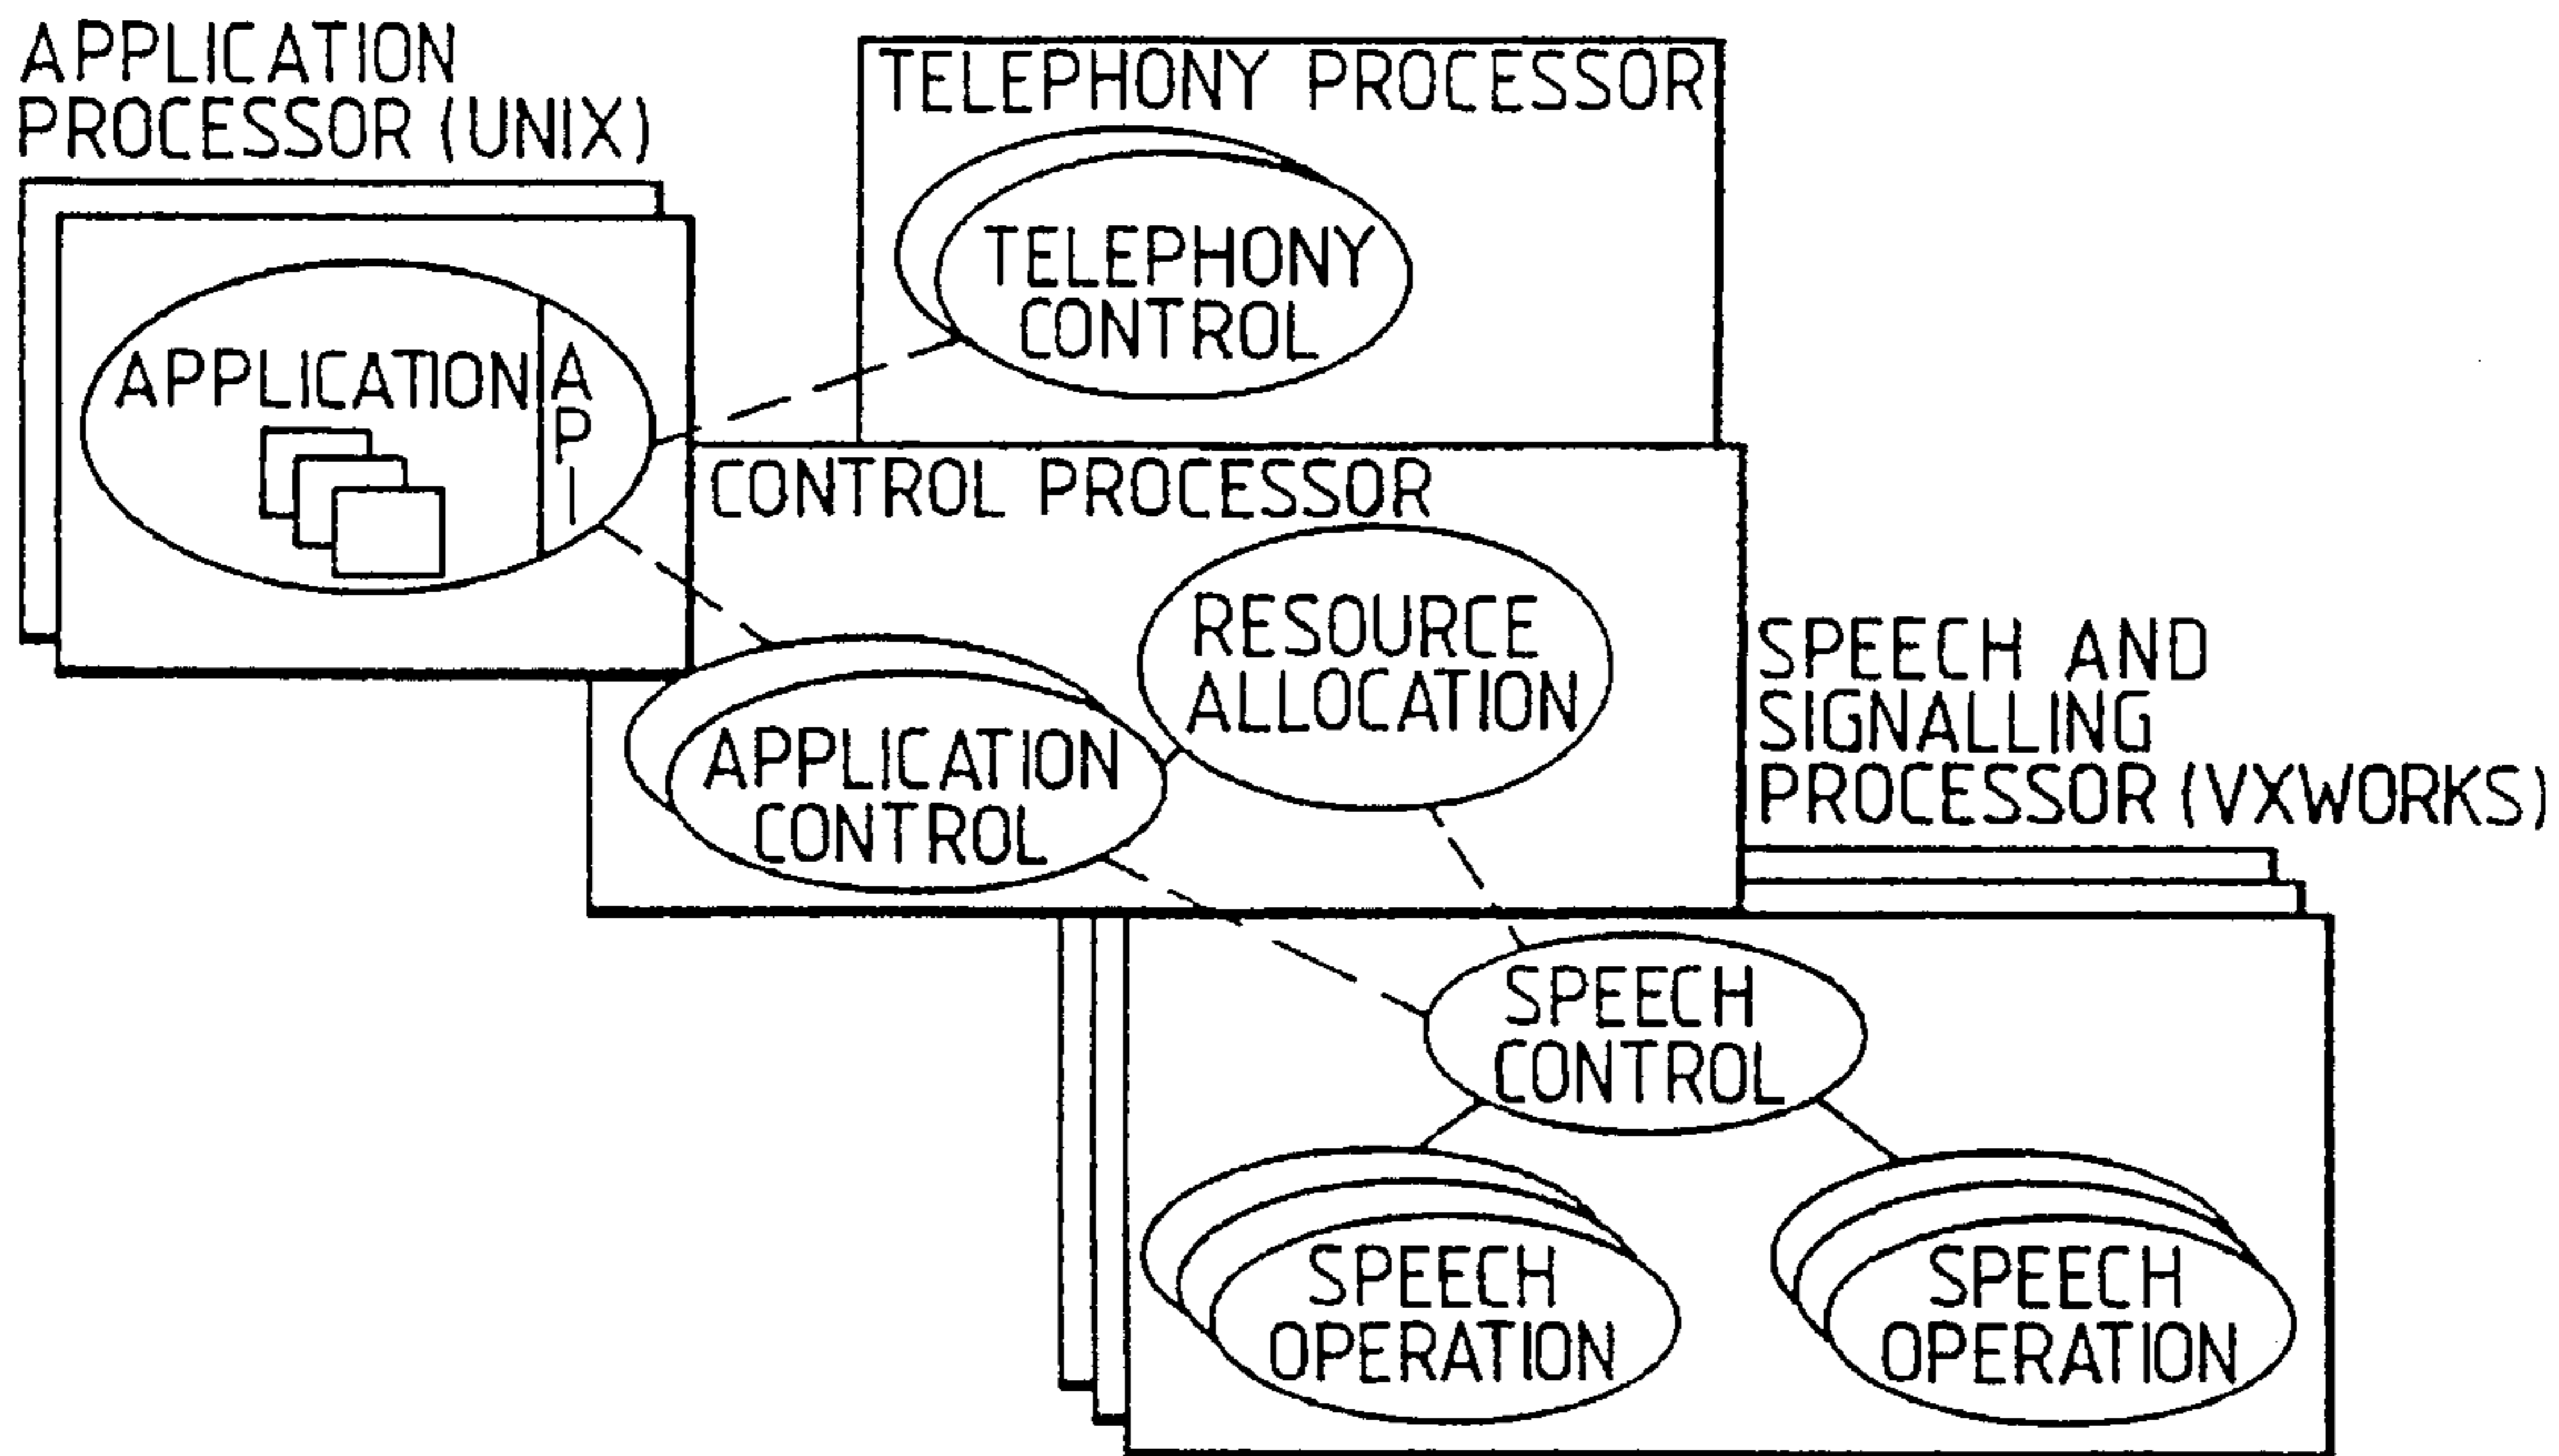 APPLICATION
PROCESSOR (UNIX)
TELEPHONY PROCESSOR
TELEPHONY
CONTROL
APPLICATION
API
CONTROL PROCESSOR
RESOURCE
ALLOCATION
APPLICATION
CONTROL
SPEECH AND
SIGNALLING
PROCESSOR (VXWORKS)
SPEECH
CONTROL
SPEECH
OPERATION
SPEECH
OPERATION